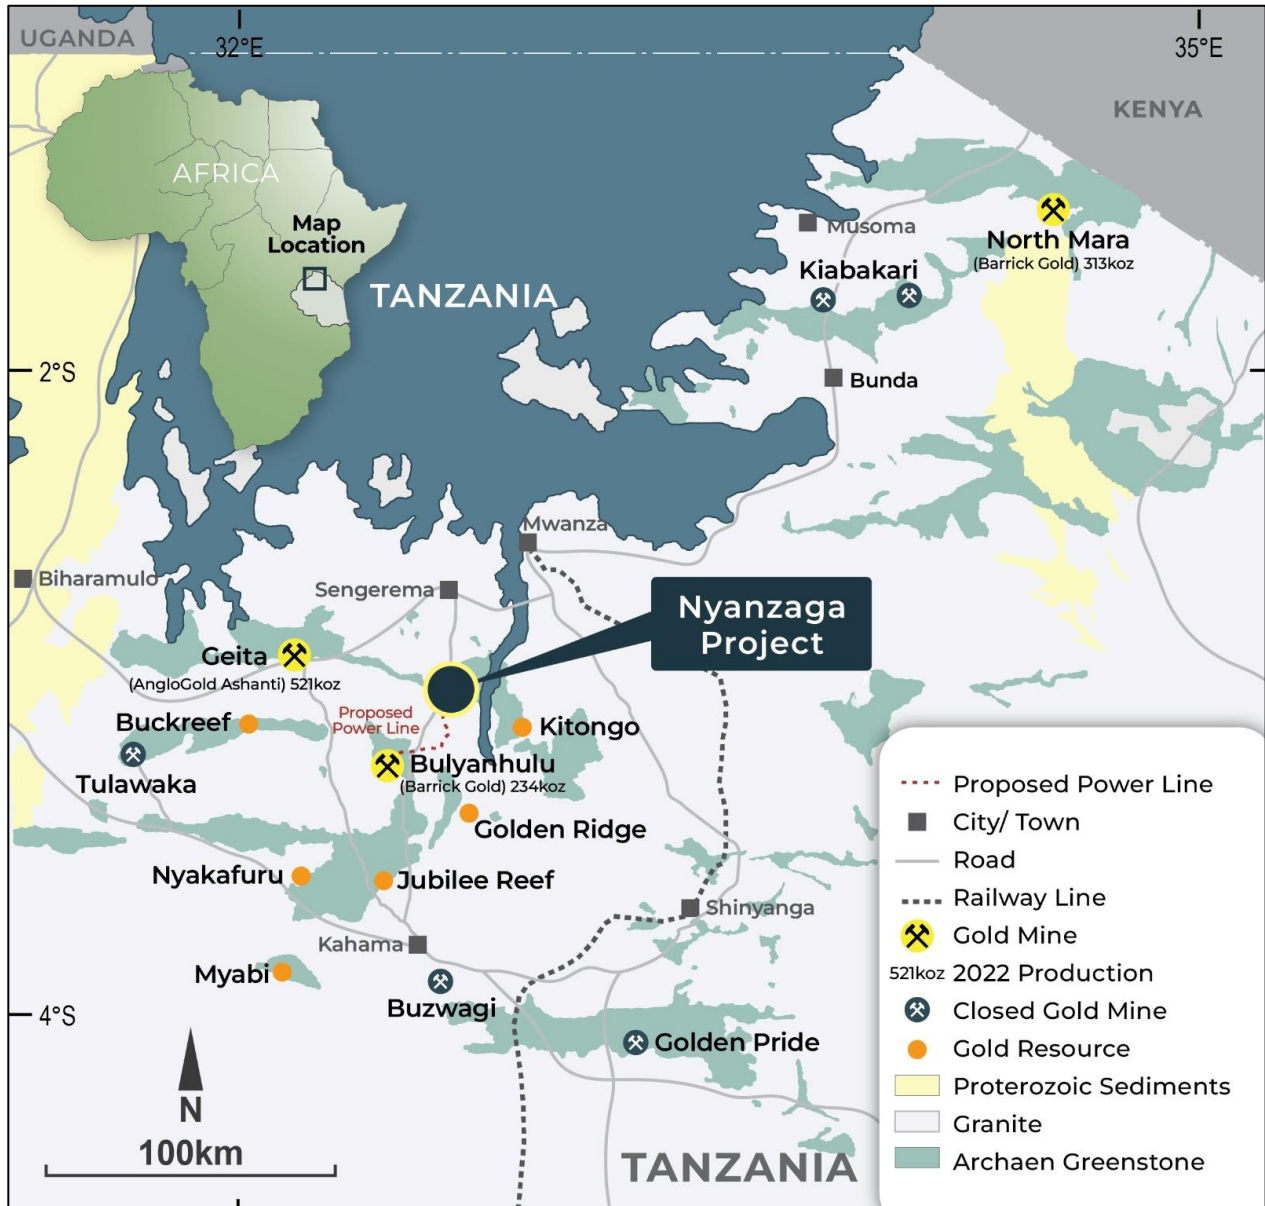 UGANDA
32°E
35°E
KENYA
AFRICA
Map
Location
TANZANIA
Musoma
North Mara
(Barrick Gold) 313koz
Kiabakari
2°S
Bunda
Mwanza
Biharamulo
Sengerema
Nyanzaga
Project
Geita
(AngloGold Ashanti) 521koz
Proposed
Power Line
Buckreef
Kitongo
Tulawaka
Bulyanhulu
(Barrick Gold) 234koz
Golden Ridge
Nyakafuru
Jubilee Reef
Shinyanga
Kahama
Myabi
Buzwagi
4°S
Golden Pride
N
100km
TANZANIA
Proposed Power Line
City/ Town
Road
Railway Line
Gold Mine
521koz 2022 Production
Closed Gold Mine
Gold Resource
Proterozoic Sediments
Granite
Archaen Greenstone